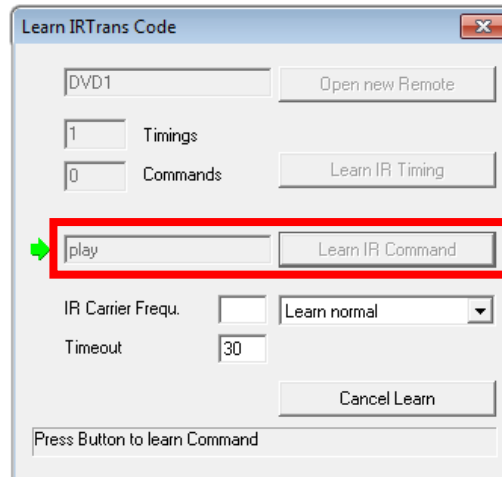 Learn IRTrans Code
DVD1 Open new Remote
1 Timings
0 Commands Learn IR Timing
play Learn IR Command
IR Carrier Frequ. Learn normal
Timeout 30
Cancel Learn
Press Button to learn Command